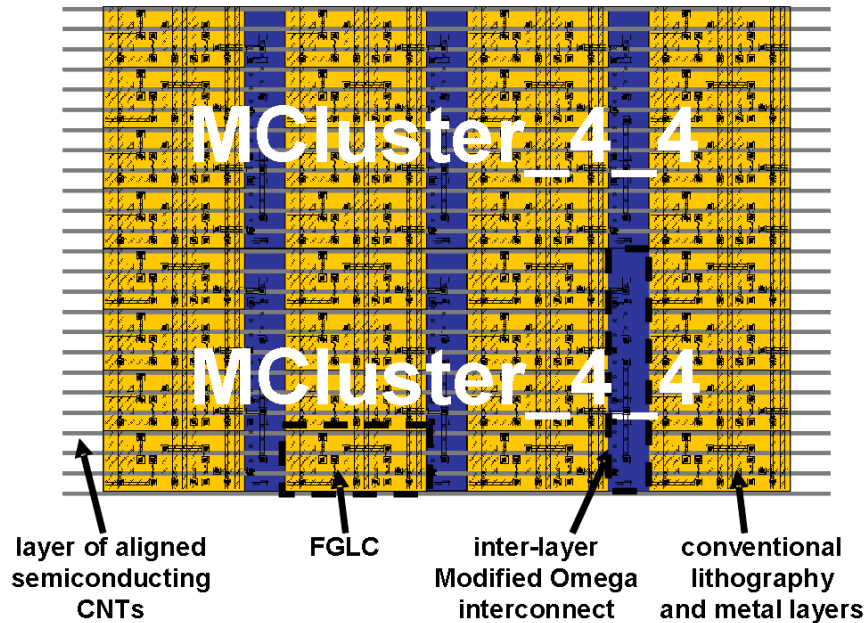 MCluster_4_4
MCluster_4_4
layer of aligned
semiconducting
CNTs
FGLC
inter-layer
Modified Omega
interconnect
conventional
lithography
and metal layers